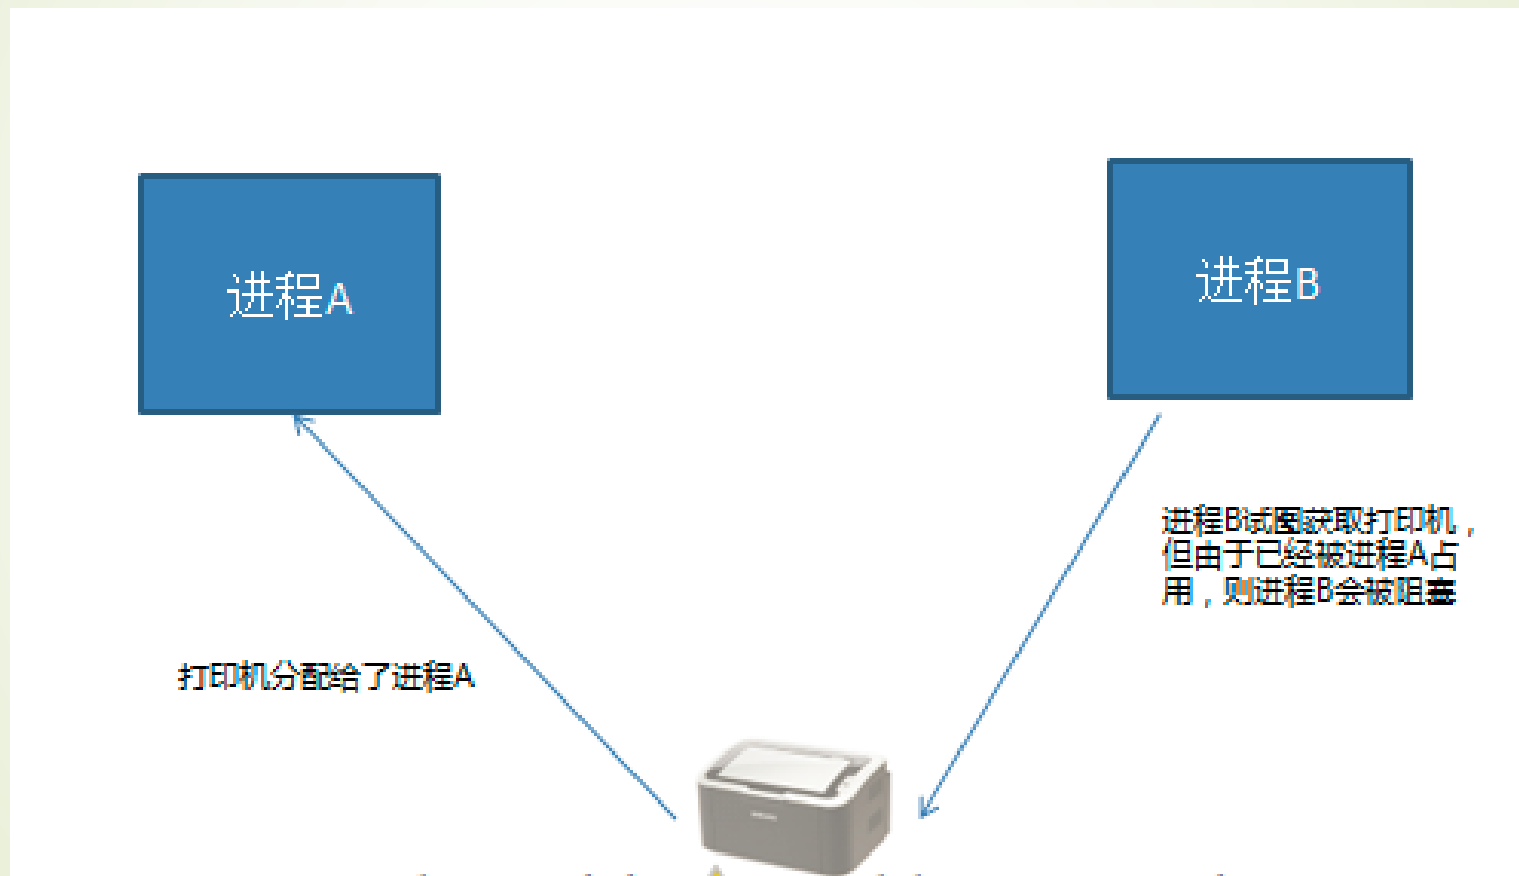 进程A
进程B
进程B试图获取打印机，
但由于已经被进程A占
用，则进程B会被阻塞
打印机分配给了进程A